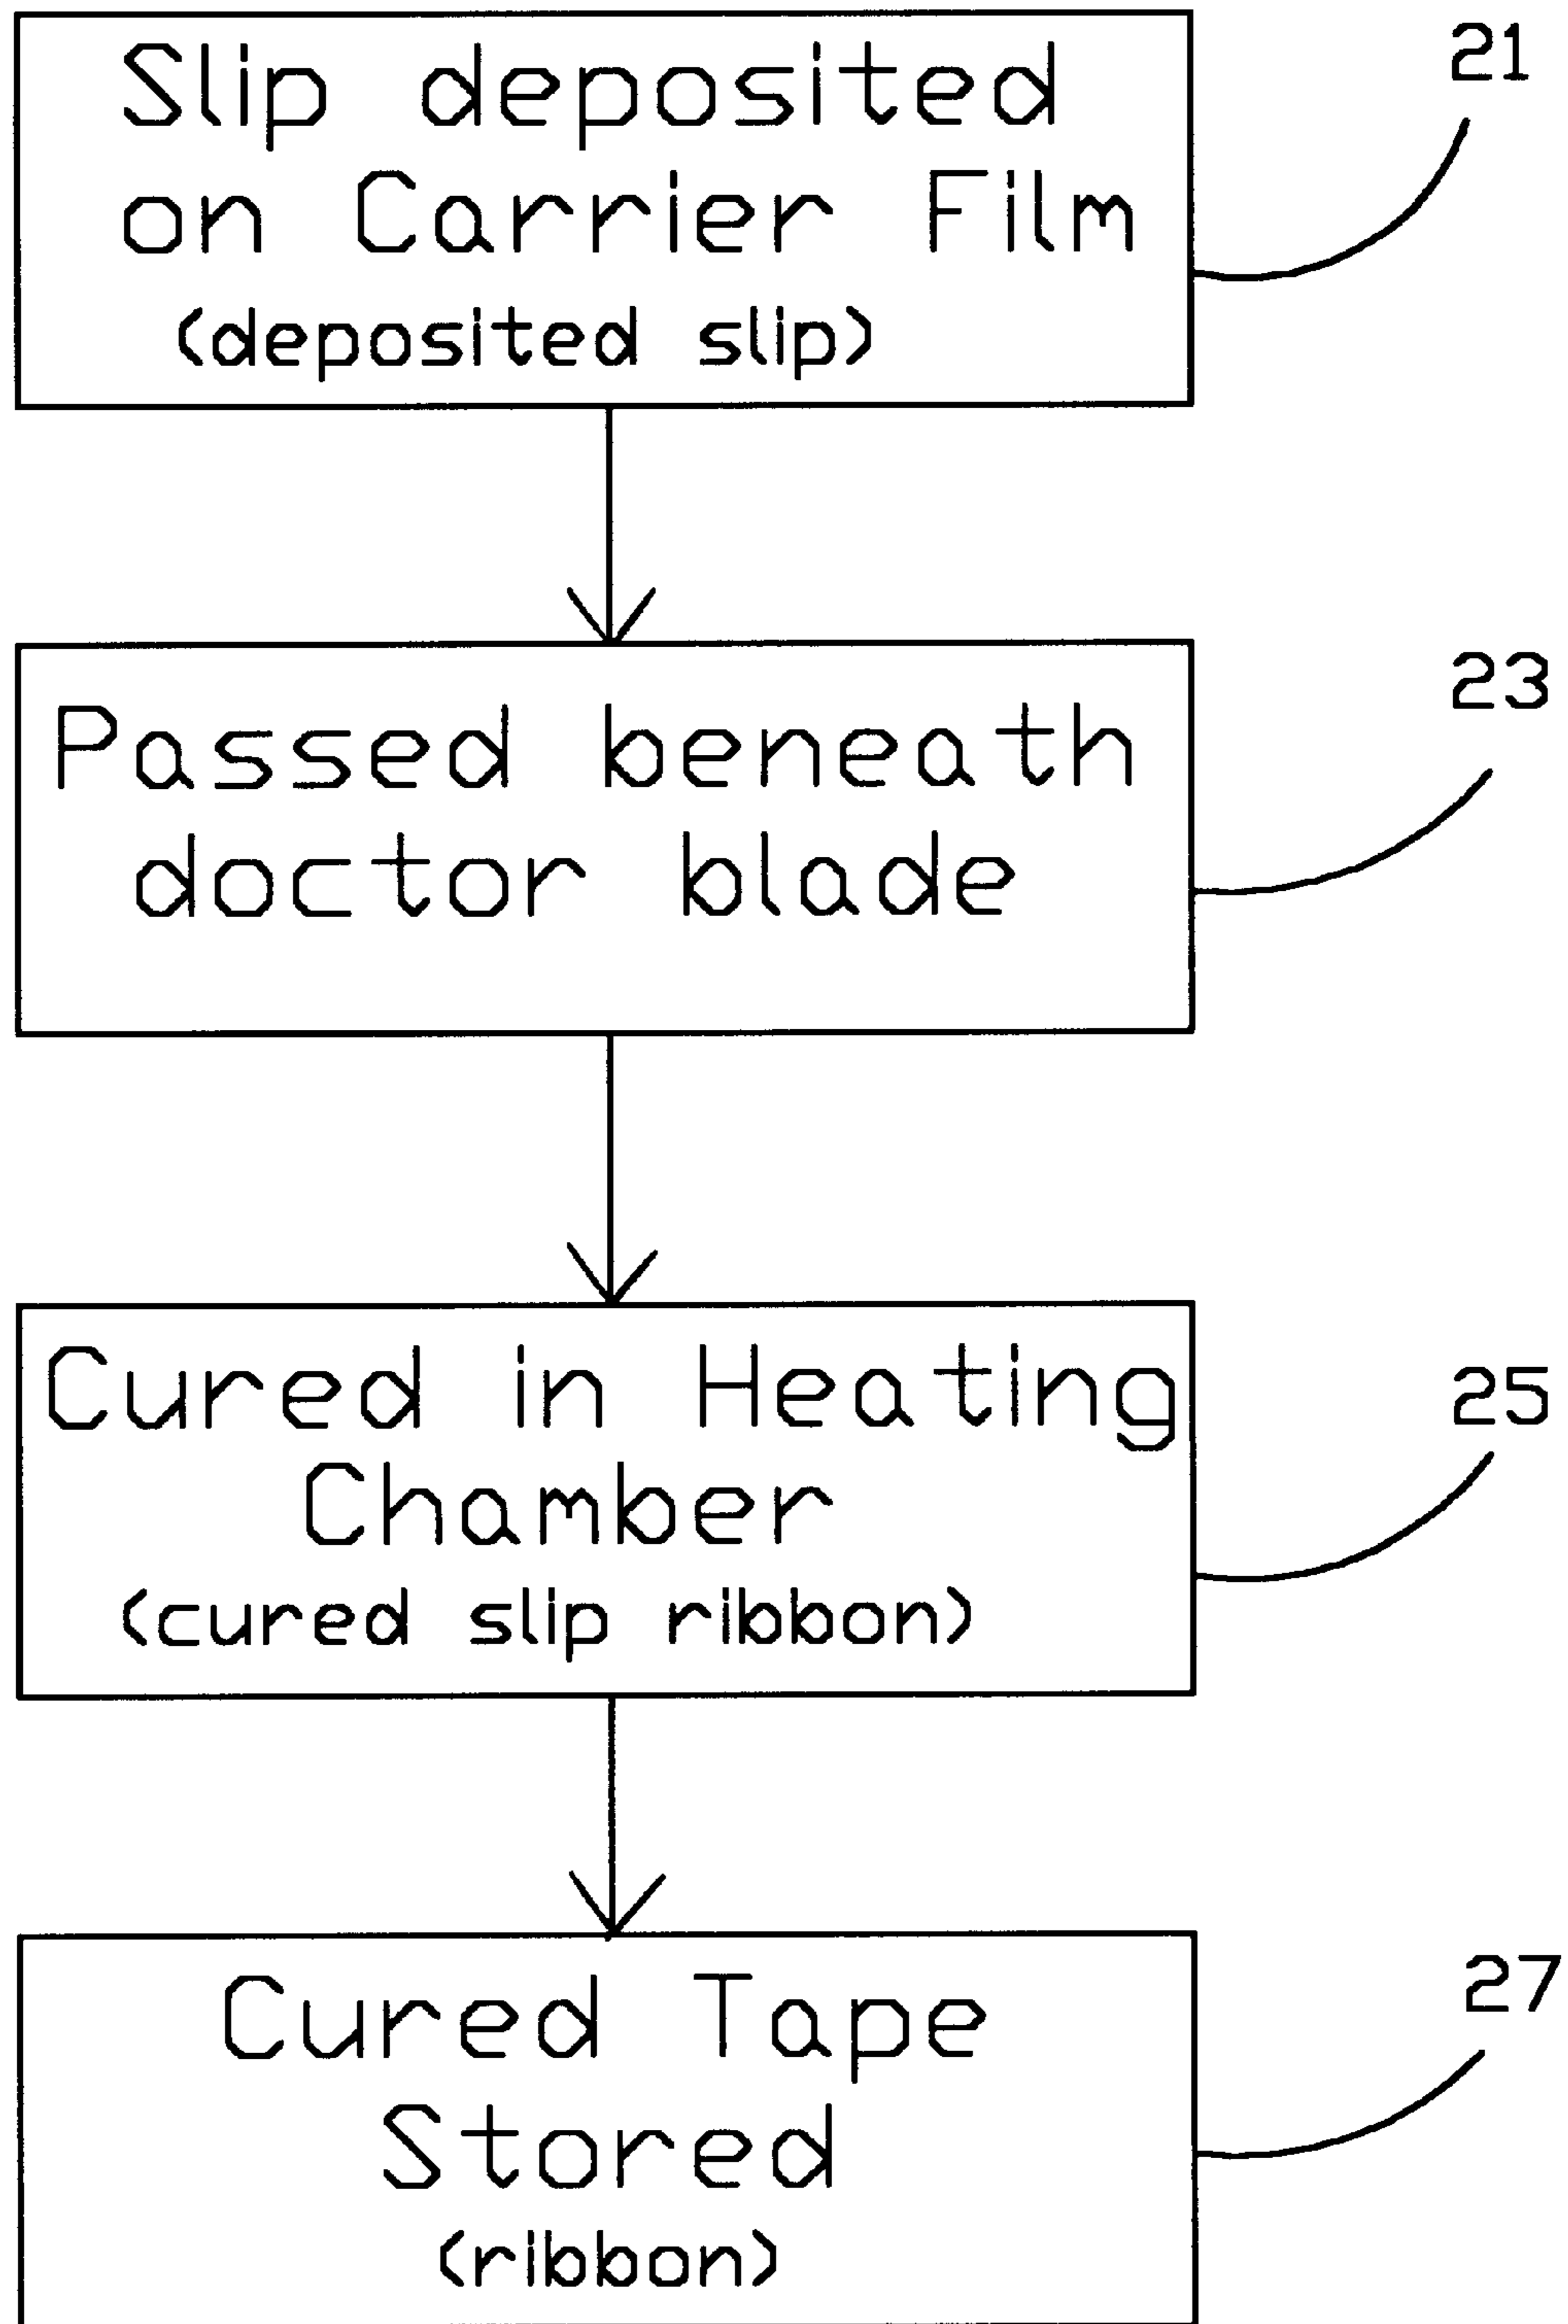 Slip deposited
on Carrier Film
(deposited slip)
21
Passed beneath
doctor blade
23
Cured in Heating
Chamber
(cured slip ribbon)
25
Cured Tape
Stored
(ribbon)
27